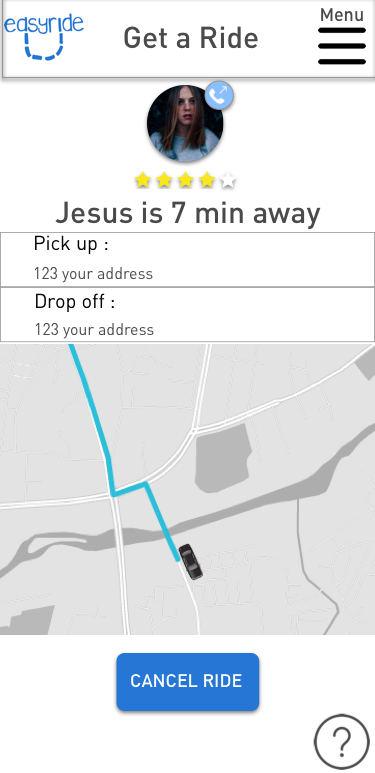 easyride
Get a Ride
Menu
Jesus is 7 min away
Pick up :
123 your address
Drop off :
123 your address
CANCEL RIDE
?